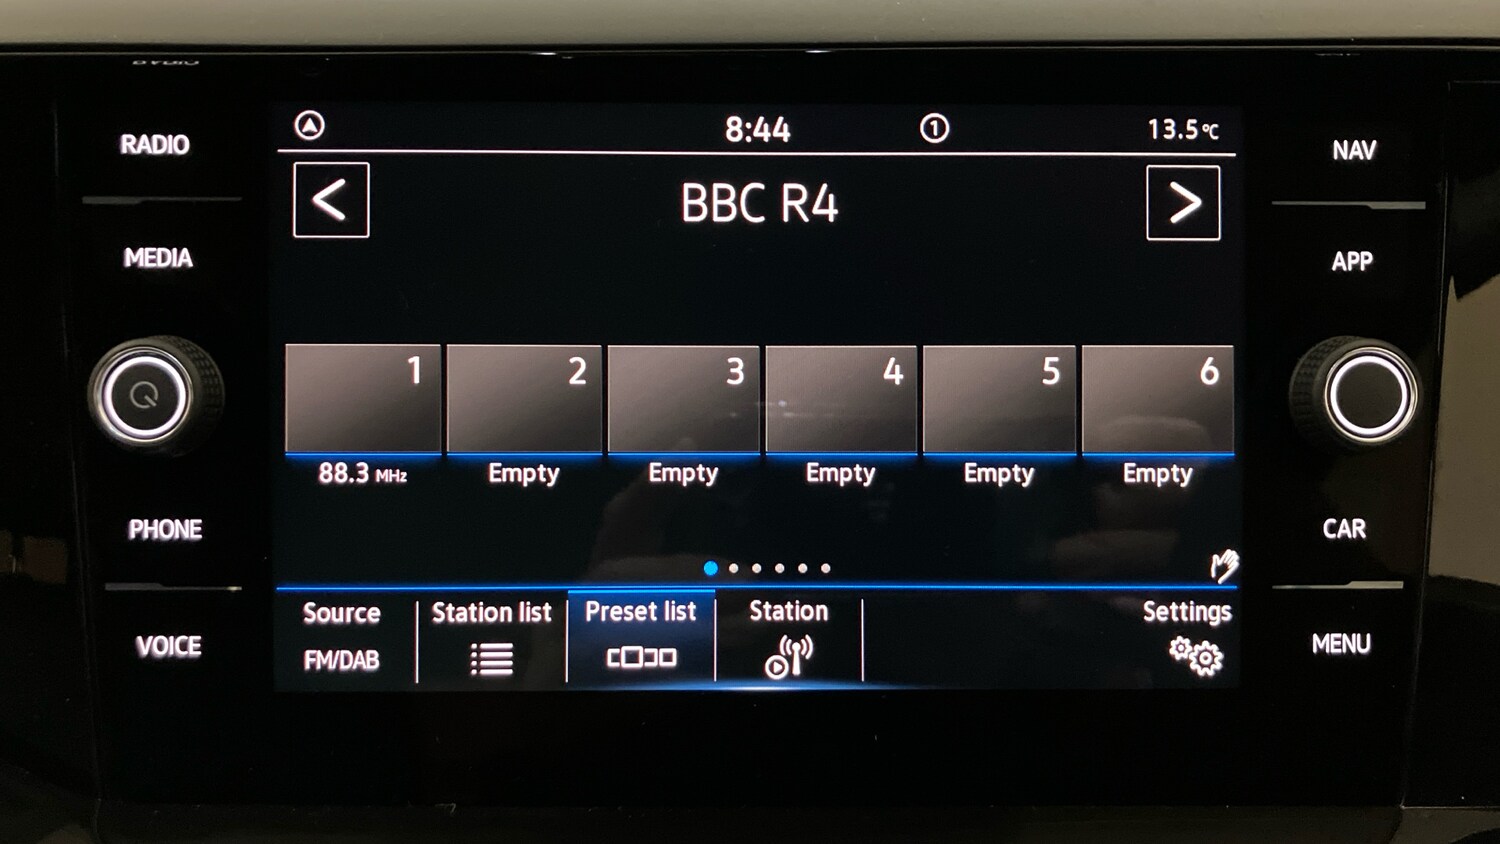 RADIO
MEDIA
PHONE
VOICE
8:44
1
13.5°C
<
BBC R4
>
1
2
3
4
5
6
88.3 MHz
Empty
Empty
Empty
Empty
Empty
Source
FM/DAB
Station list
Preset list
Station
Settings
NAV
APP
CAR
MENU